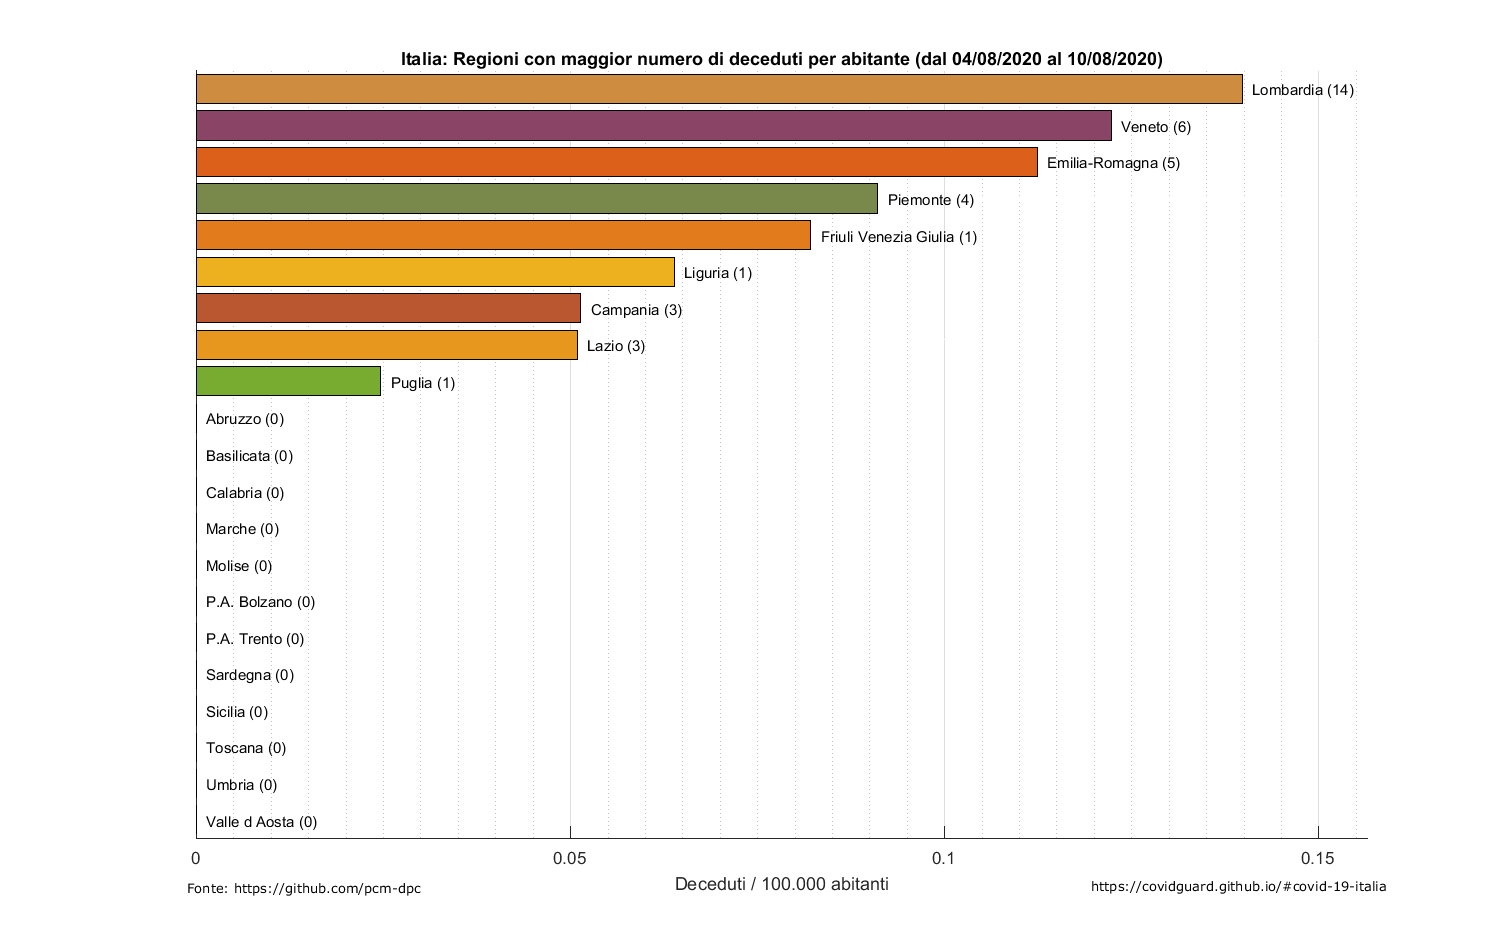 Italia: Regioni con maggior numero di deceduti per abitante (dal 04/08/2020 al 10/08/2020)
Lombardia (14)
Veneto (6)
Emilia-Romagna (5)
Piemonte (4)
Friuli Venezia Giulia (1)
Liguria (1)
Campania (3)
Lazio (3)
Puglia (1)
Abruzzo (0)
Basilicata (0)
Calabria (0)
Marche (0)
Molise (0)
P.A. Bolzano (0)
P.A. Trento (0)
Sardegna (0)
Sicilia (0)
Toscana (0)
Umbria (0)
Valle d Aosta (0)
0 0.05 0.1 0.15
Deceduti / 100.000 abitanti
Fonte: https://github.com/pcm-dpc
https://covidguard.github.io/#covid-19-italia